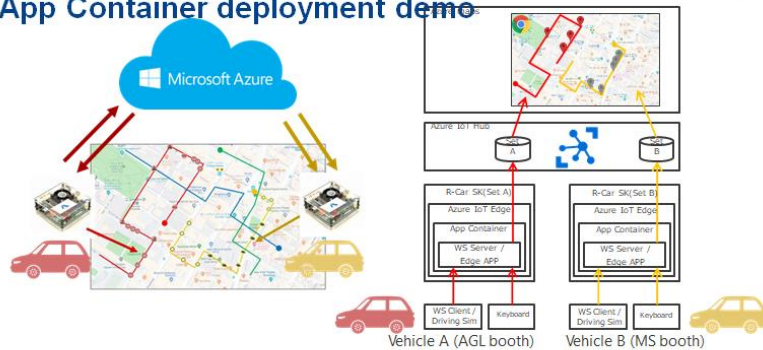 App Container deployment demo
Microsoft Azure
Azure IoT Hub
Set
A
Set
B
R-Car SK(Set A)
Azure IoT Edge
App Container
WS Server /
Edge APP
R-Car SK(Set B)
Azure IoT Edge
App Container
WS Server /
Edge APP
WS Client /
Driving Sim
Keyboard
WS Client /
Driving Sim
Keyboard
Vehicle A (AGL booth)
Vehicle B (MS booth)